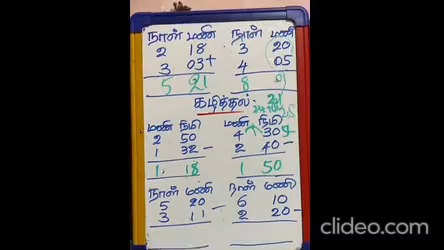 நாள் மணி நாள் மணி
2 18 3 20
3 03+ 4 05
5 21 8
கழித்தல்:
மணி நிமி மணி நிமி
2 50 4 30
1 32- 2 40-
1. 18 1 50
நாள் மணி நாள் மணி
5 20 6 10
3 11- 2 20-
clideo.com